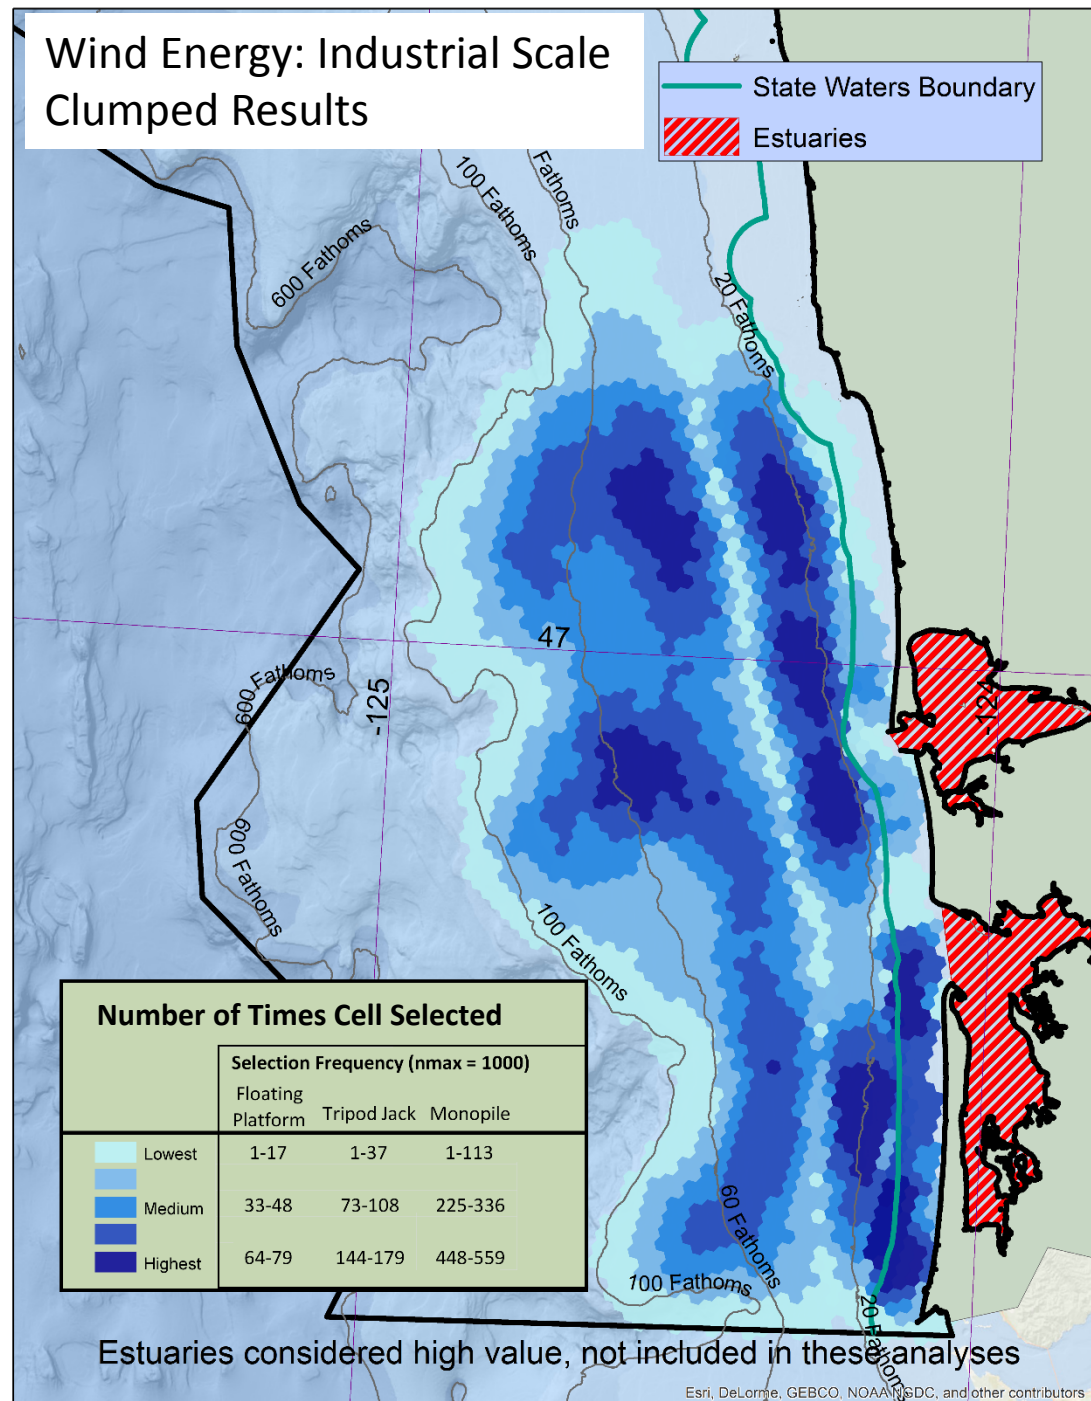 Wind Energy: Industrial Scale
Clumped Results
State Waters Boundary
Estuaries
Fathoms
100 Fathoms
600 Fathoms
20 Fathoms
47
-125
-124
600 Fathoms
600 Fathoms
100 Fathoms
Number of Times Cell Selected
Selection Frequency (nmax = 1000)
Floating
Platform Tripod Jack Monopile
Lowest 1-17 1-37 1-113
Medium 33-48 73-108 225-336
Highest 64-79 144-179 448-559
60 Fathoms
100 Fathoms
20 Fathoms
Estuaries considered high value, not included in these analyses
Esri, DeLorme, GEBCO, NOAA NGDC, and other contributors